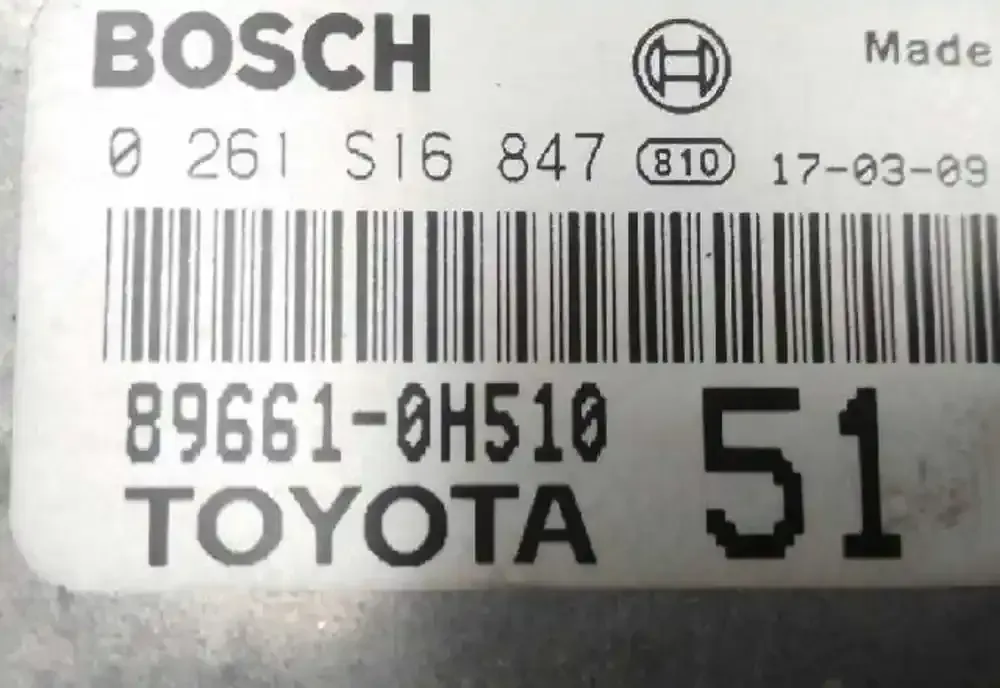 BOSCH Made
0 261 S16 847 810 17-03-09
89661-0H510 51
TOYOTA